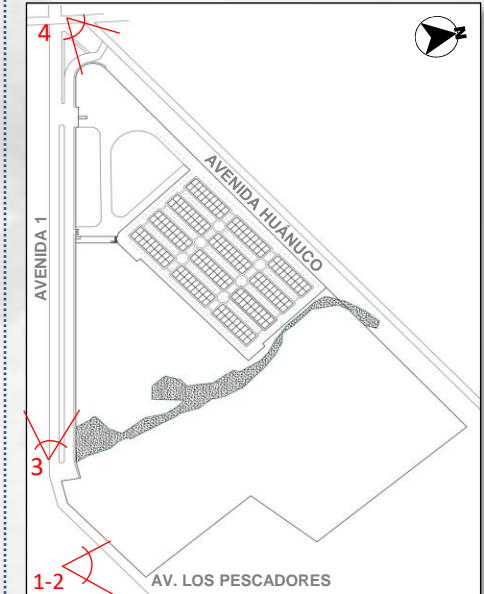 4
N
AVENIDA HUÁNUCO
AVENIDA 1
3
1-2
AV. LOS PESCADORES